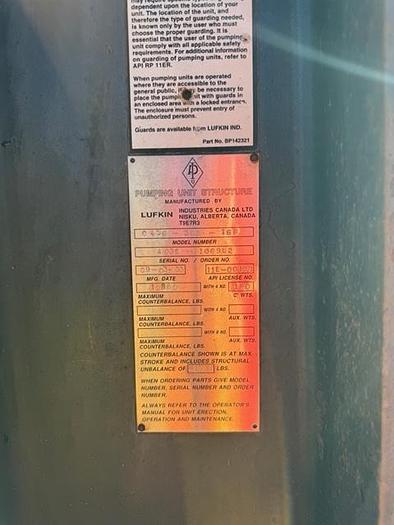 may require specific types of
dependent upon the location of your
unit. The location of the unit, and
therefore the type of guarding needed,
is known only by the user who must
choose the proper guarding. It is
essential that the user of the pumping
unit comply with all applicable safety
requirements. For additional information
on guarding of pumping units, refer to
API RP 11ER.
When pumping units are operated
where they are accessible to the
general public, be necessary to
place the pump unit with guards in
an enclosed area with a locked entrance.
The enclosure must prevent entry of
unauthorized persons.
Guards are available from LUFKIN IND.
Part No. BP142321
PUMPING UNIT STRUCTURE
MANUFACTURED BY
LUFKIN INDUSTRIES CANADA LTD
NISKU, ALBERTA, CANADA
T9E7R3
MODEL NUMBER
SERIAL NO. / ORDER NO.
MFG. DATE API LICENSE NO.
WITH 4 NO.
MAXIMUM C' WTS.
COUNTERBALANCE, LBS.
WITH 4 NO.
MAXIMUM AUX. WTS.
COUNTERBALANCE, LBS.
WITH 8 NO.
MAXIMUM AUX. WTS.
COUNTERBALANCE, LBS.
COUNTERBALANCE SHOWN IS AT MAX.
STROKE AND INCLUDES STRUCTURAL
UNBALANCE OF LBS.
WHEN ORDERING PARTS GIVE MODEL
NUMBER, SERIAL NUMBER AND ORDER
NUMBER.
ALWAYS REFER TO THE OPERATOR'S
MANUAL FOR UNIT ERECTION,
OPERATION AND MAINTENANCE.